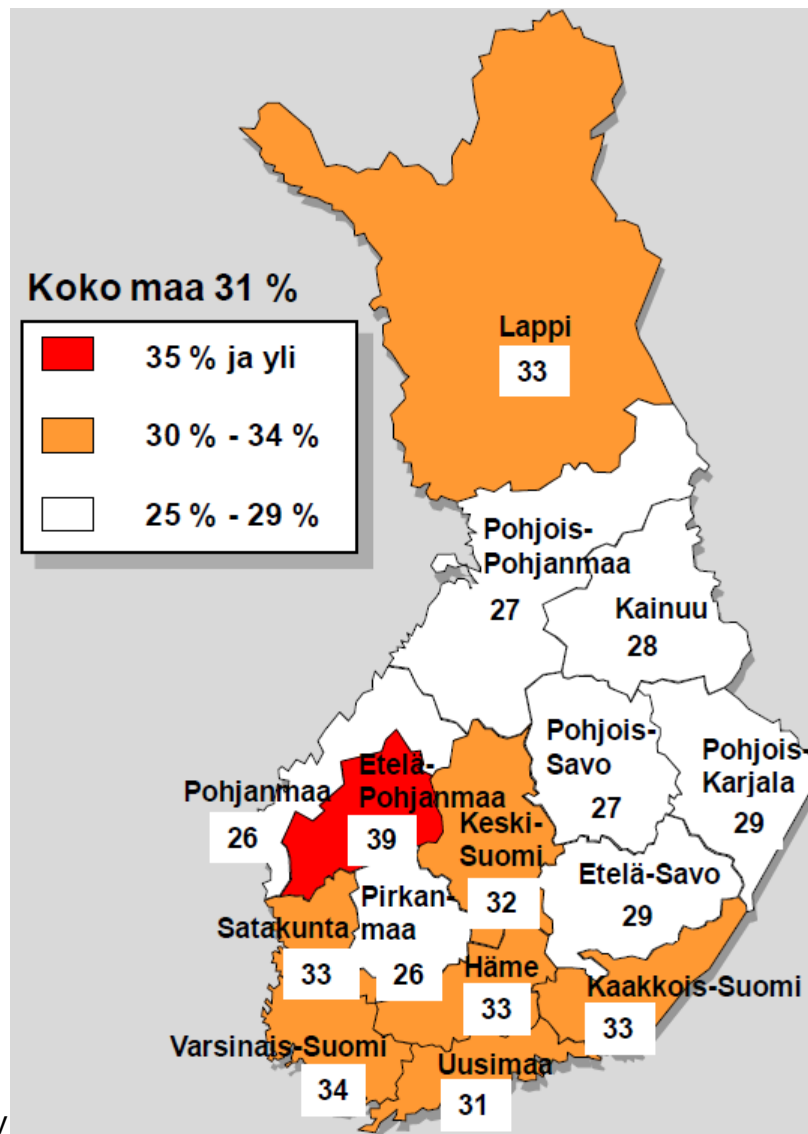 Koko maa 31 %
35 % ja yli
30 % - 34 %
25 % - 29 %
Lappi
33
Pohjois-
Pohjanmaa
27
Kainuu
28
Pohjanmaa
26
Etelä-
Pohjanmaa
39
Keski-
Suomi
32
Pohjois-
Savo
27
Pohjois-
Karjala
29
Etelä-Savo
29
Satakunta
33
Pirkan-
maa
26
Häme
33
Kaakkois-Suomi
33
Varsinais-Suomi
34
Uusimaa
31